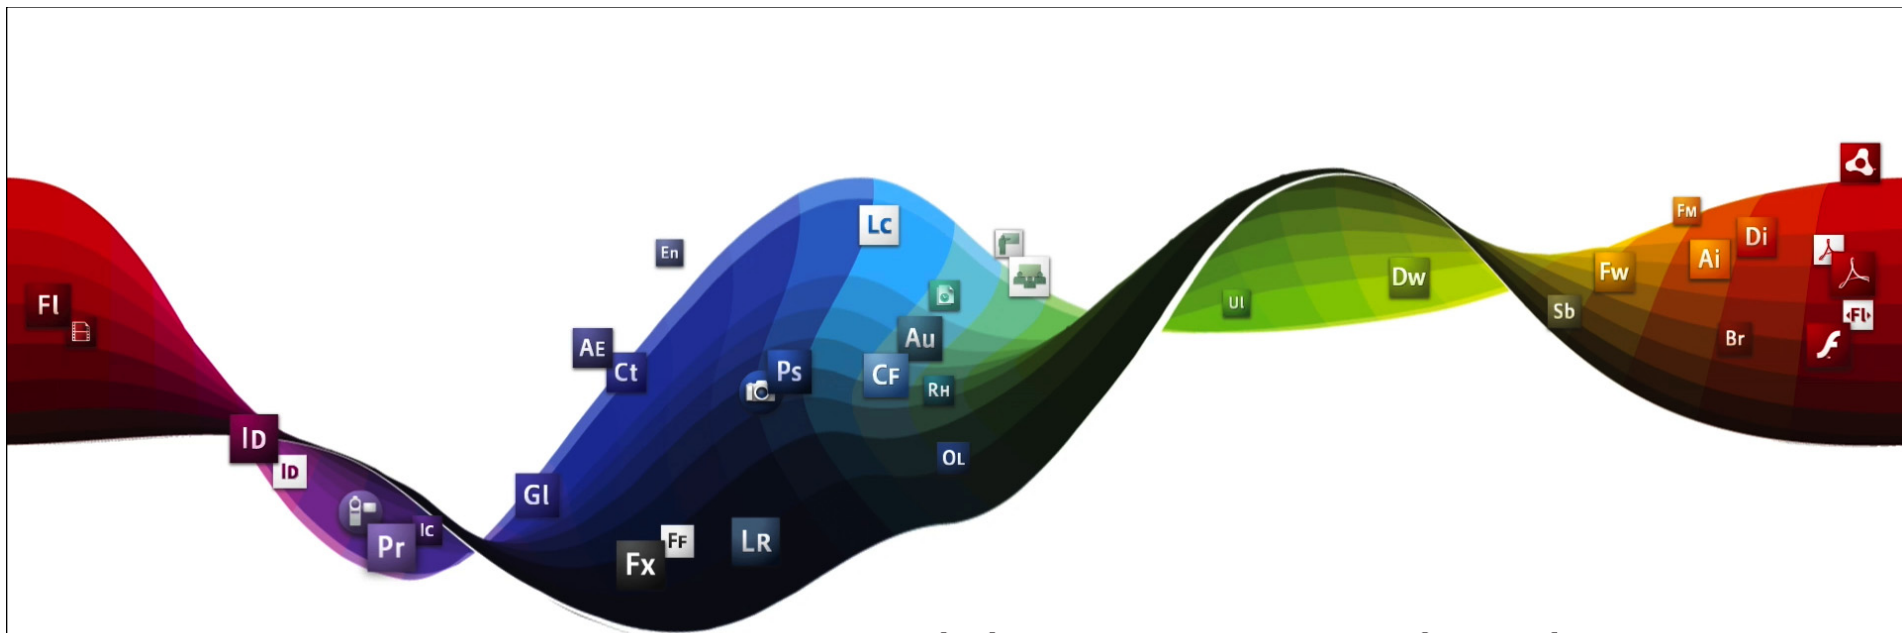 Fl
ID
ID
Pr
Ic
Gl
AE
Ct
En
Fx
FF
LR
Ps
Lc
Au
CF
RH
OL
Ul
Dw
Sb
Fw
FM
Ai
Di
Br
Fl